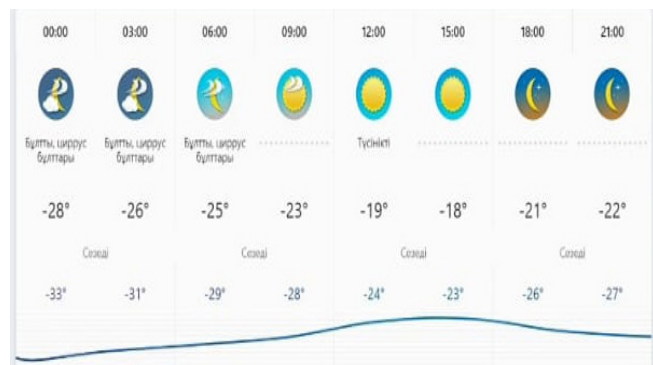 00:00 03:00 06:00 09:00 12:00 15:00 18:00 21:00
Бұлтты, циррус Бұлтты, циррус Бұлтты, циррус Түсінікті
бұлттары бұлттары бұлттары
-28° -26° -25° -23° -19° -18° -21° -22°
Сезеді Сезеді Сезеді Сезеді
-33° -31° -29° -28° -24° -23° -26° -27°